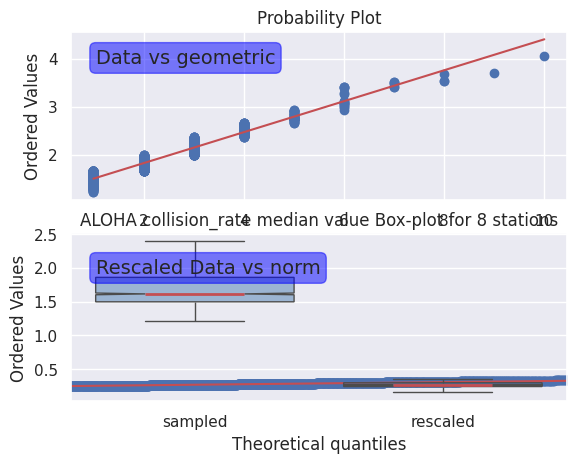 Probability Plot
Data vs geometric
Ordered Values
4
3
2
2
4
6
8
10
ALOHA collision_rate median value Box-plot for 8 stations
Rescaled Data vs norm
Ordered Values
2.5
2.0
1.5
1.0
0.5
sampled
rescaled
Theoretical quantiles